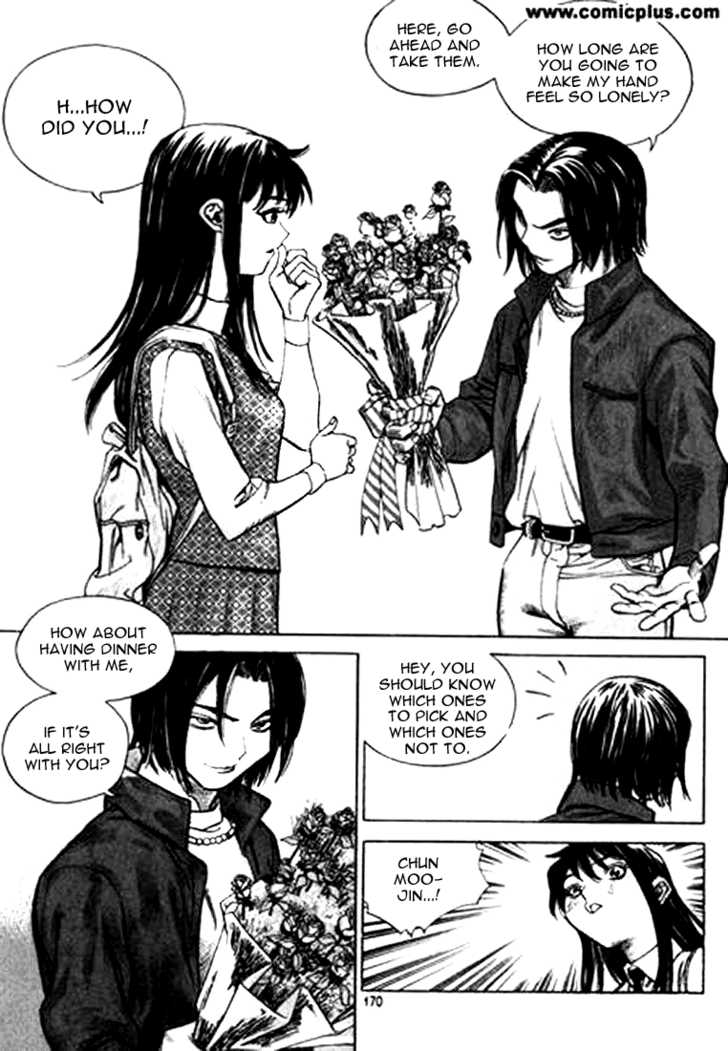 www.comicplus.com
H...HOW
DID YOU...!
HERE, GO
AHEAD AND
TAKE THEM.
HOW LONG ARE
YOU GOING TO
MAKE MY HAND
FEEL SO LONELY?
HOW ABOUT
HAVING DINNER
WITH ME,
IF IT'S
ALL RIGHT
WITH YOU?
HEY, YOU
SHOULD KNOW
WHICH ONES
TO PICK AND
WHICH ONES
NOT TO.
CHUN
MOO-
JIN...!
170